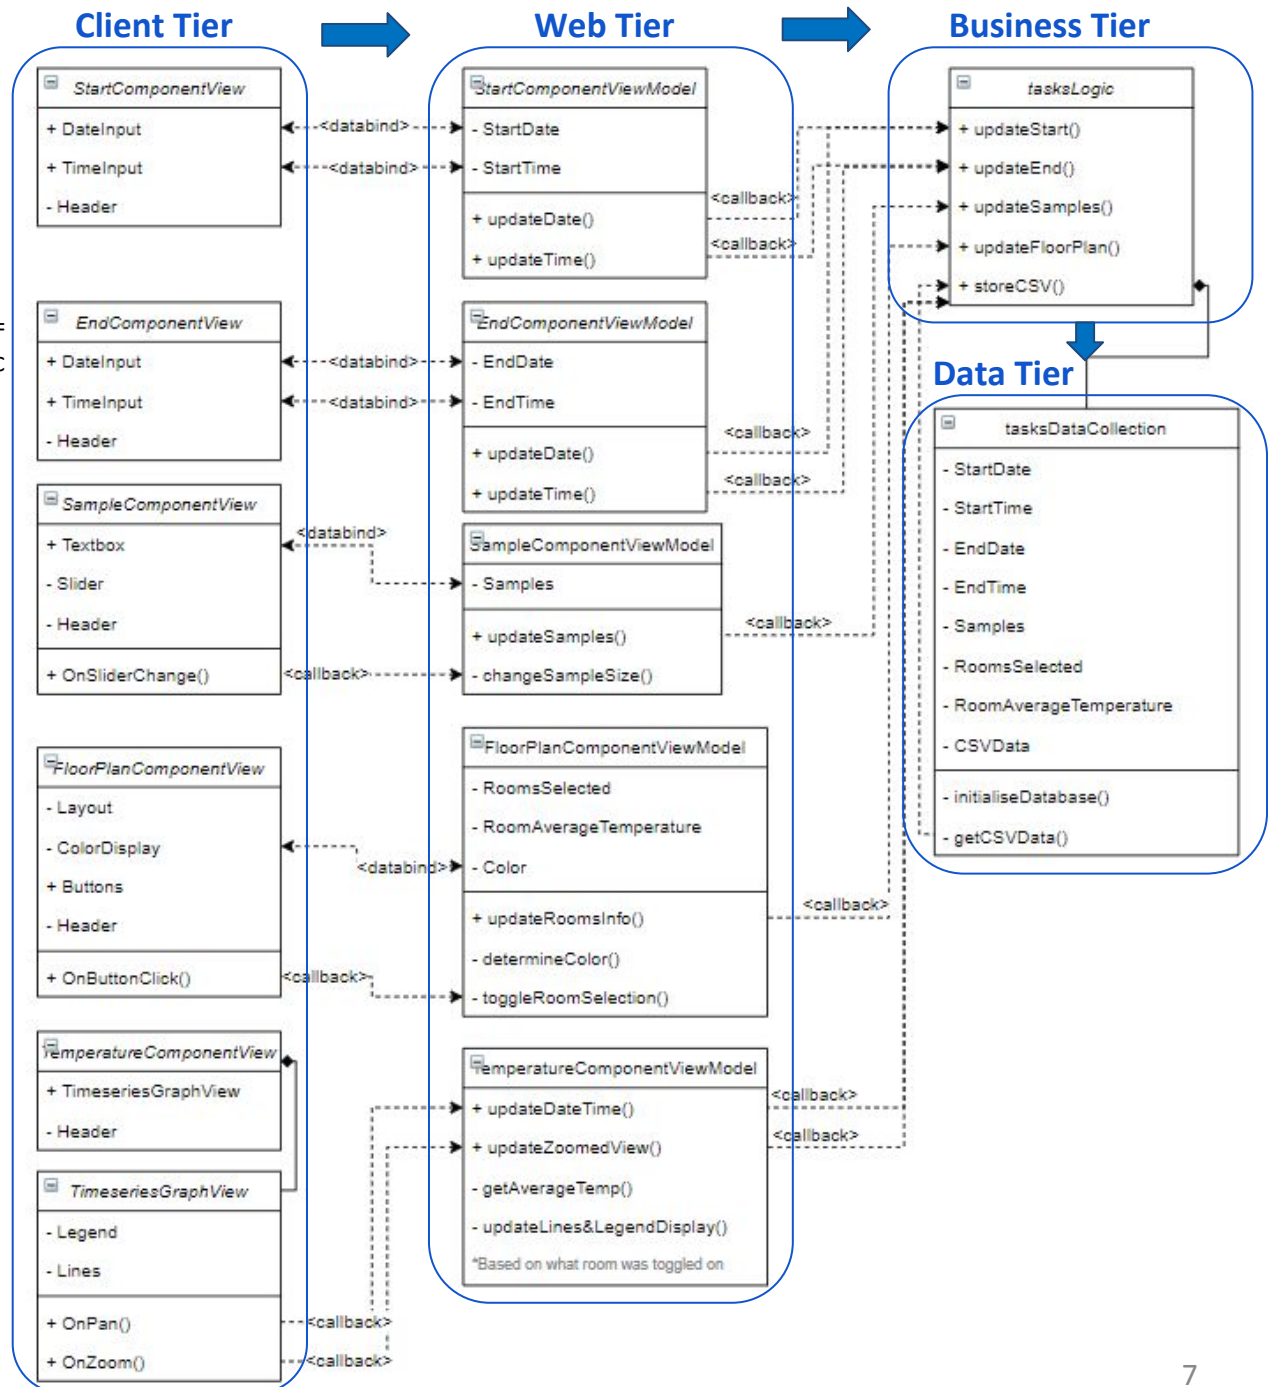 Client Tier
Web Tier
Business Tier
StartComponentView
+ DateInput
+ TimeInput
- Header
<databind>
<databind>
StartComponentViewModel
- StartDate
- StartTime
+ updateDate()
+ updateTime()
<callback>
<callback>
tasksLogic
+ updateStart()
+ updateEnd()
+ updateSamples()
+ updateFloorPlan()
+ storeCSV()
EndComponentView
+ DateInput
+ TimeInput
- Header
<databind>
<databind>
EndComponentViewModel
- EndDate
- EndTime
+ updateDate()
+ updateTime()
<callback>
<callback>
Data Tier
tasksDataCollection
- StartDate
- StartTime
- EndDate
- EndTime
- Samples
- RoomsSelected
- RoomAverageTemperature
- CSVData
- initialiseDatabase()
- getCSVData()
SampleComponentView
+ Textbox
- Slider
- Header
+ OnSliderChange()
<databind>
<callback>
SampleComponentViewModel
- Samples
+ updateSamples()
- changeSampleSize()
<callback>
FloorPlanComponentView
- Layout
- ColorDisplay
+ Buttons
- Header
+ OnButtonClick()
<databind>
<callback>
FloorPlanComponentViewModel
- RoomsSelected
- RoomAverageTemperature
- Color
+ updateRoomsInfo()
- determineColor()
- toggleRoomSelection()
<callback>
TemperatureComponentView
+ TimeseriesGraphView
- Header
TimeseriesGraphView
- Legend
- Lines
+ OnPan()
+ OnZoom()
<callback>
<callback>
TemperatureComponentViewModel
+ updateDateTime()
+ updateZoomedView()
- getAverageTemp()
- updateLines&LegendDisplay()
*Based on what room was toggled on
<callback>
<callback>
7